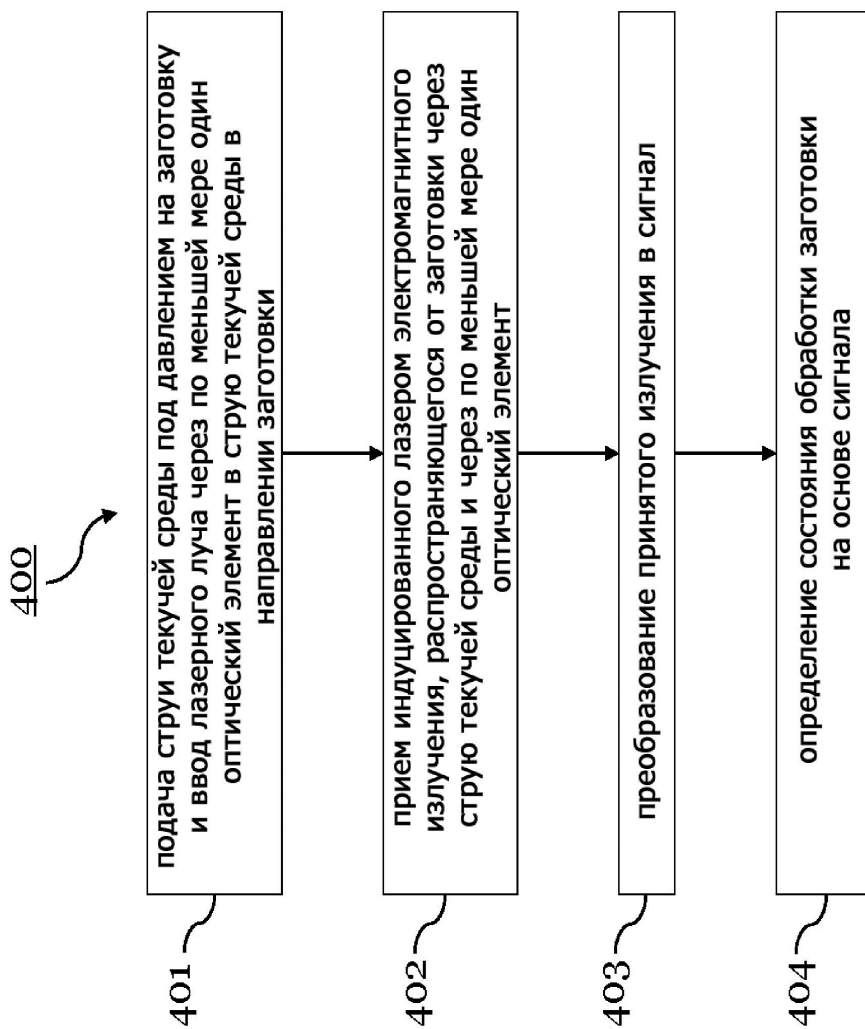 400
401
подача струи текучей среды под давлением на заготовку
и ввод лазерного луча через по меньшей мере один
оптический элемент в струю текучей среды в
направлении заготовки
402
прием индуцированного лазером электромагнитного
излучения, распространяющегося от заготовки через
струю текучей среды и через по меньшей мере один
оптический элемент
403
преобразование принятого излучения в сигнал
404
определение состояния обработки заготовки
на основе сигнала